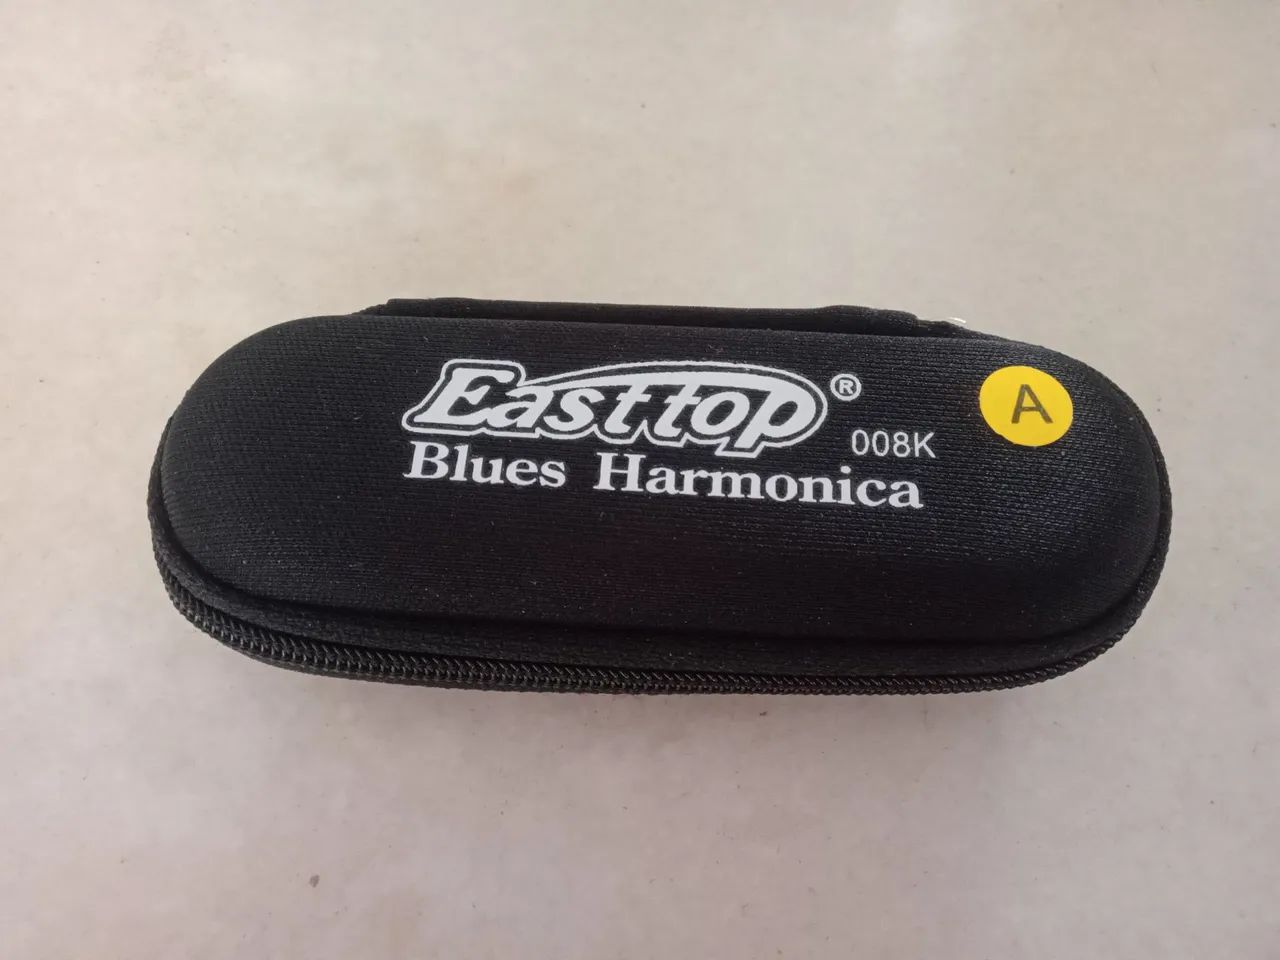 Easttop®
008K
A
Blues Harmonica